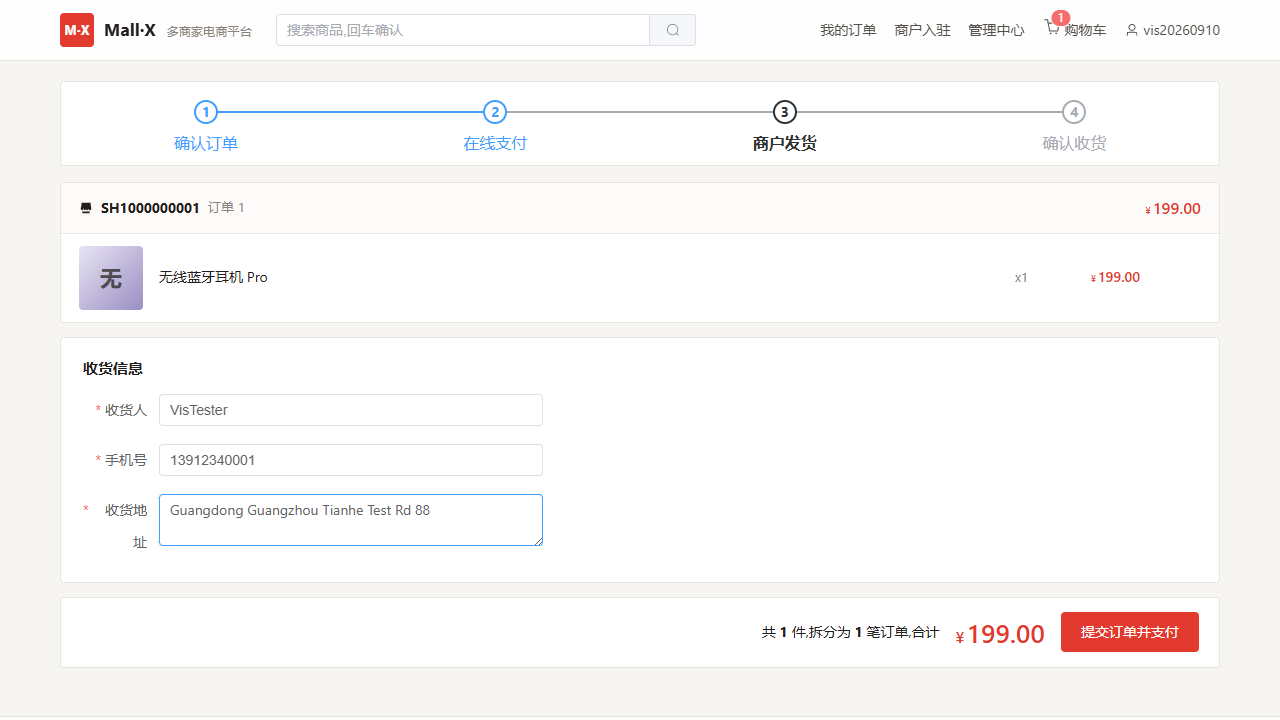 M·X Mall·X 多商家电商平台 搜索商品,回车确认 我的订单 商户入驻 管理中心 1 购物车 vis20260910
1 2 3 4
确认订单 在线支付 商户发货 确认收货
SH1000000001 订单 1 ¥199.00
无 无线蓝牙耳机 Pro x1 ¥199.00
收货信息
* 收货人 VisTester
* 手机号 13912340001
* 收货地 Guangdong Guangzhou Tianhe Test Rd 88
址
共 1 件,拆分为 1 笔订单,合计 ¥199.00 提交订单并支付